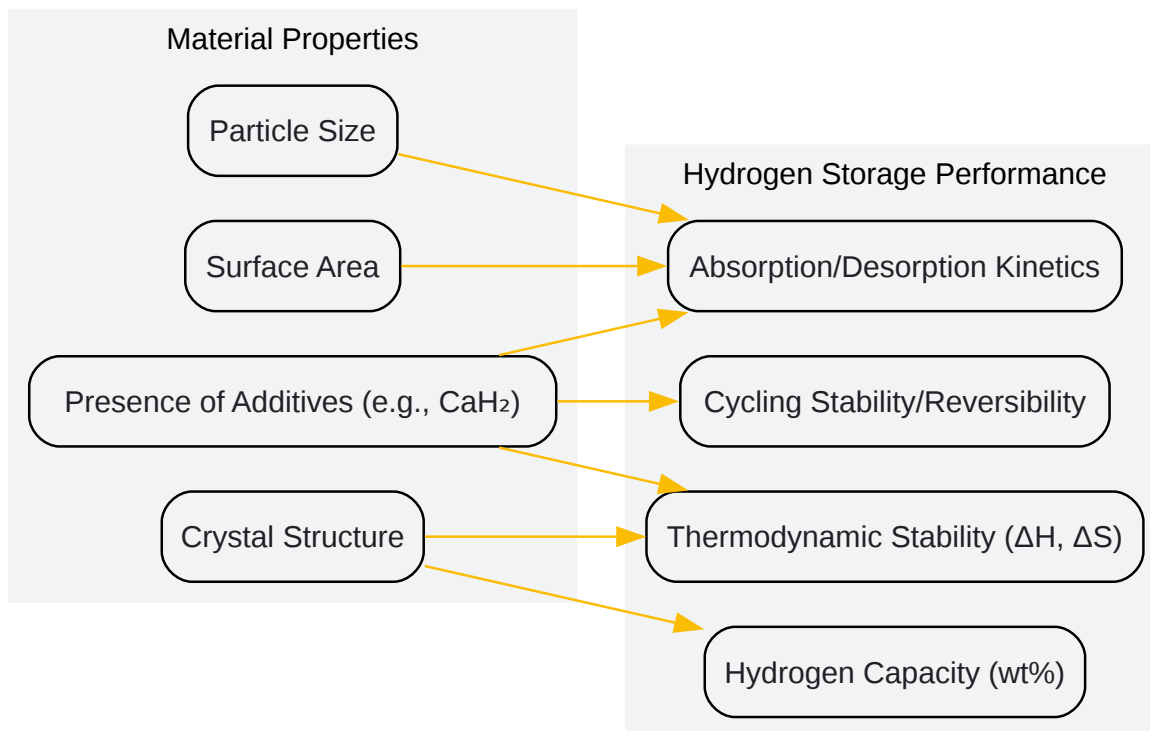 Material Properties
Particle Size
Surface Area
Presence of Additives (e.g., CaH₂)
Crystal Structure
Hydrogen Storage Performance
Absorption/Desorption Kinetics
Cycling Stability/Reversibility
Thermodynamic Stability (ΔH, ΔS)
Hydrogen Capacity (wt%)